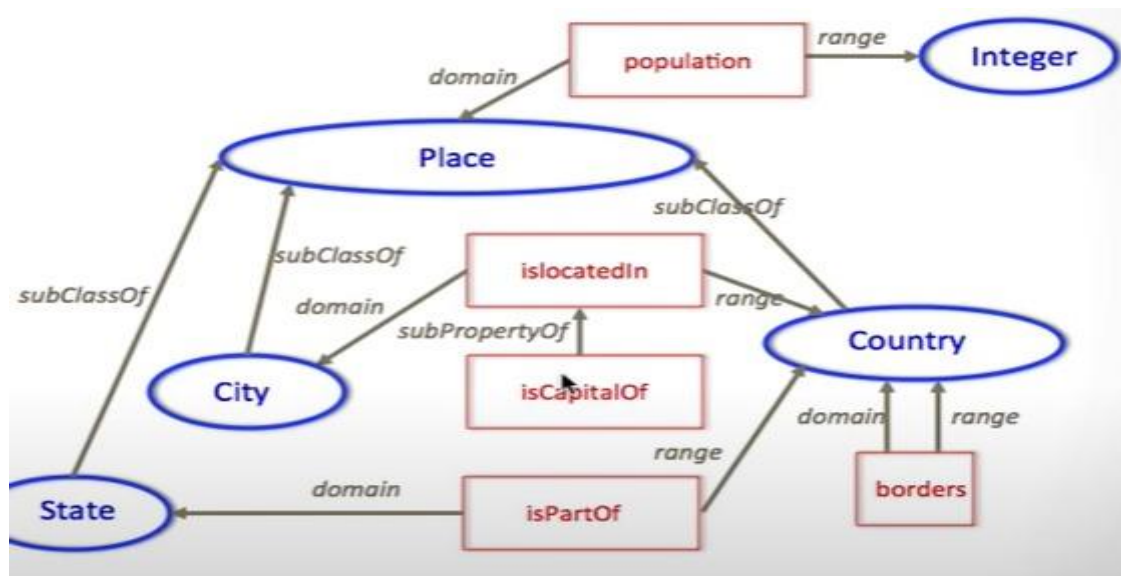 population
range
Integer
domain
Place
subClassOf
subClassOf
subClassOf
islocatedIn
domain
range
subPropertyOf
Country
City
isCapitalOf
domain
range
range
domain
State
isPartOf
borders